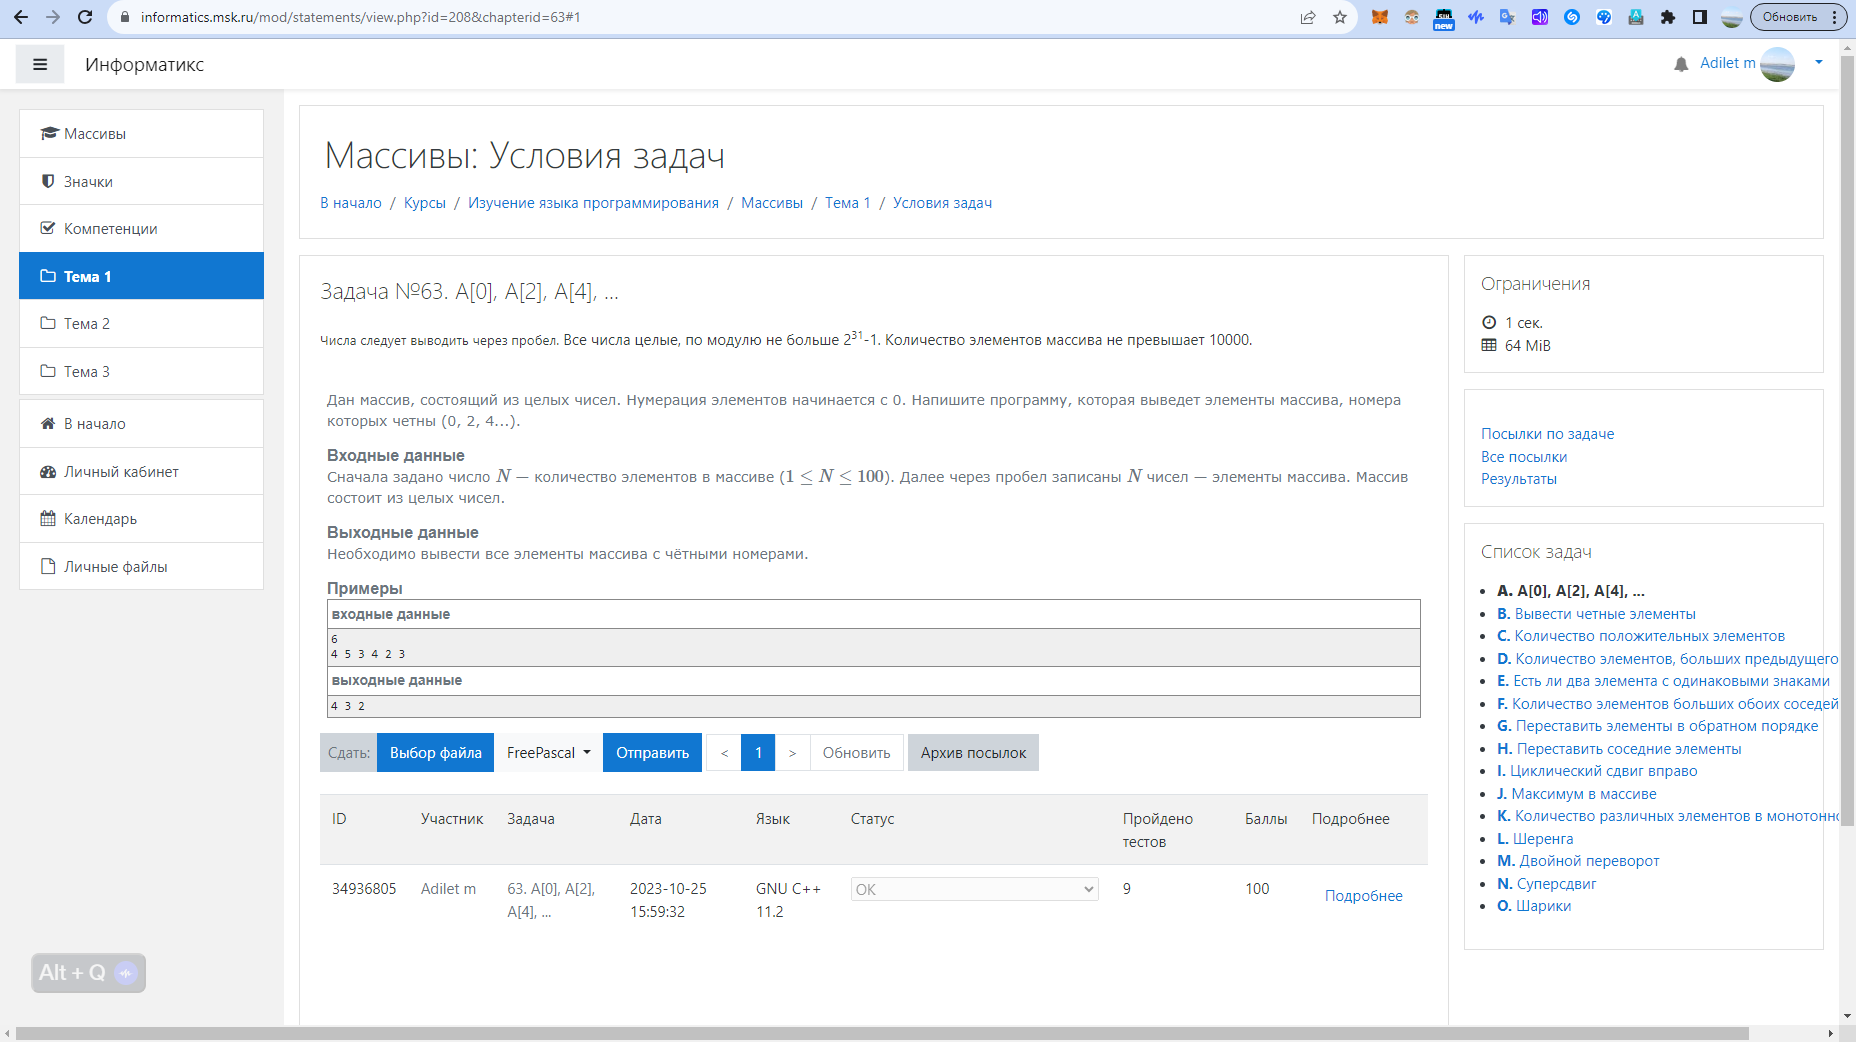 informatics.msk.ru/mod/statements/view.php?id=208&chapterid=63#1
new
Обновить
Информатикс
Adilet m
Массивы
Значки
Компетенции
Тема 1
Тема 2
Тема 3
В начало
Личный кабинет
Календарь
Личные файлы
Alt + Q
Массивы: Условия задач
В начало / Курсы / Изучение языка программирования / Массивы / Тема 1 / Условия задач
Задача №63. A[0], A[2], A[4], ...
Числа следует выводить через пробел. Все числа целые, по модулю не больше 2^31-1. Количество элементов массива не превышает 10000.
Дан массив, состоящий из целых чисел. Нумерация элементов начинается с 0. Напишите программу, которая выведет элементы массива, номера
которых четны (0, 2, 4...).
Входные данные
Сначала задано число N — количество элементов в массиве (1 ≤ N ≤ 100). Далее через пробел записаны N чисел — элементы массива. Массив
состоит из целых чисел.
Выходные данные
Необходимо вывести все элементы массива с чётными номерами.
Примеры
входные данные
6
4 5 3 4 2 3
выходные данные
4 3 2
Сдать: Выбор файла FreePascal Отправить < 1 > Обновить Архив посылок
ID Участник Задача Дата Язык Статус Пройдено тестов Баллы Подробнее
34936805 Adilet m 63. A[0], A[2], A[4], ... 2023-10-25 15:59:32 GNU C++ 11.2 OK 9 100 Подробнее
Ограничения
1 сек.
64 MiB
Посылки по задаче
Все посылки
Результаты
Список задач
A. A[0], A[2], A[4], ...
B. Вывести четные элементы
C. Количество положительных элементов
D. Количество элементов, больших предыдущего
E. Есть ли два элемента с одинаковыми знаками
F. Количество элементов больших обоих соседей
G. Переставить элементы в обратном порядке
H. Переставить соседние элементы
I. Циклический сдвиг вправо
J. Максимум в массиве
K. Количество различных элементов в монотонно
L. Шеренга
M. Двойной переворот
N. Суперсдвиг
O. Шарики